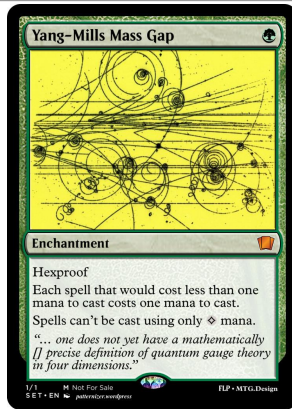 Yang-Mills Mass Gap
Enchantment
Hexproof
Each spell that would cost less than one
mana to cast costs one mana to cast.
Spells can't be cast using only mana.
"... one does not yet have a mathematically
[] precise definition of quantum gauge theory
in four dimensions."
1/1 M Not For Sale
SET • EN patternizer.wordpress
FLP • MTG.Design